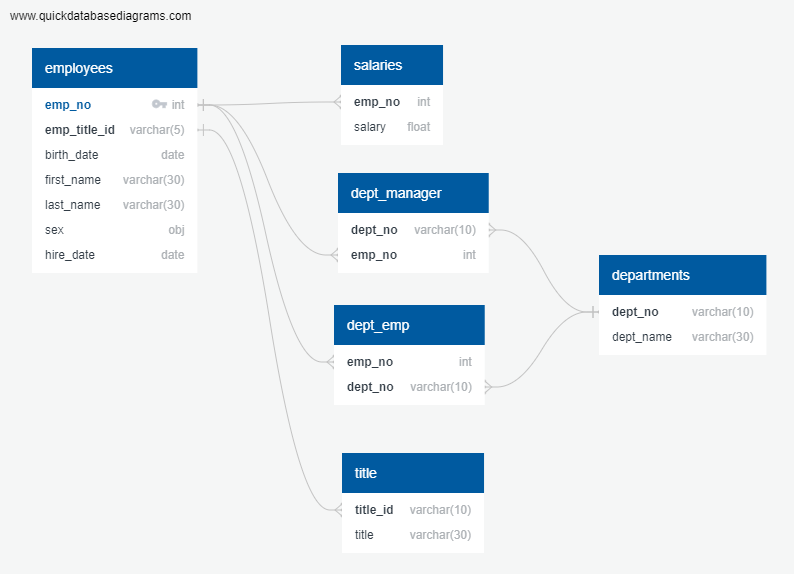 www.quickdatabasediagrams.com
employees
emp_no int
emp_title_id varchar(5)
birth_date date
first_name varchar(30)
last_name varchar(30)
sex obj
hire_date date
salaries
emp_no int
salary float
dept_manager
dept_no varchar(10)
emp_no int
departments
dept_no varchar(10)
dept_name varchar(30)
dept_emp
emp_no int
dept_no varchar(10)
title
title_id varchar(10)
title varchar(30)